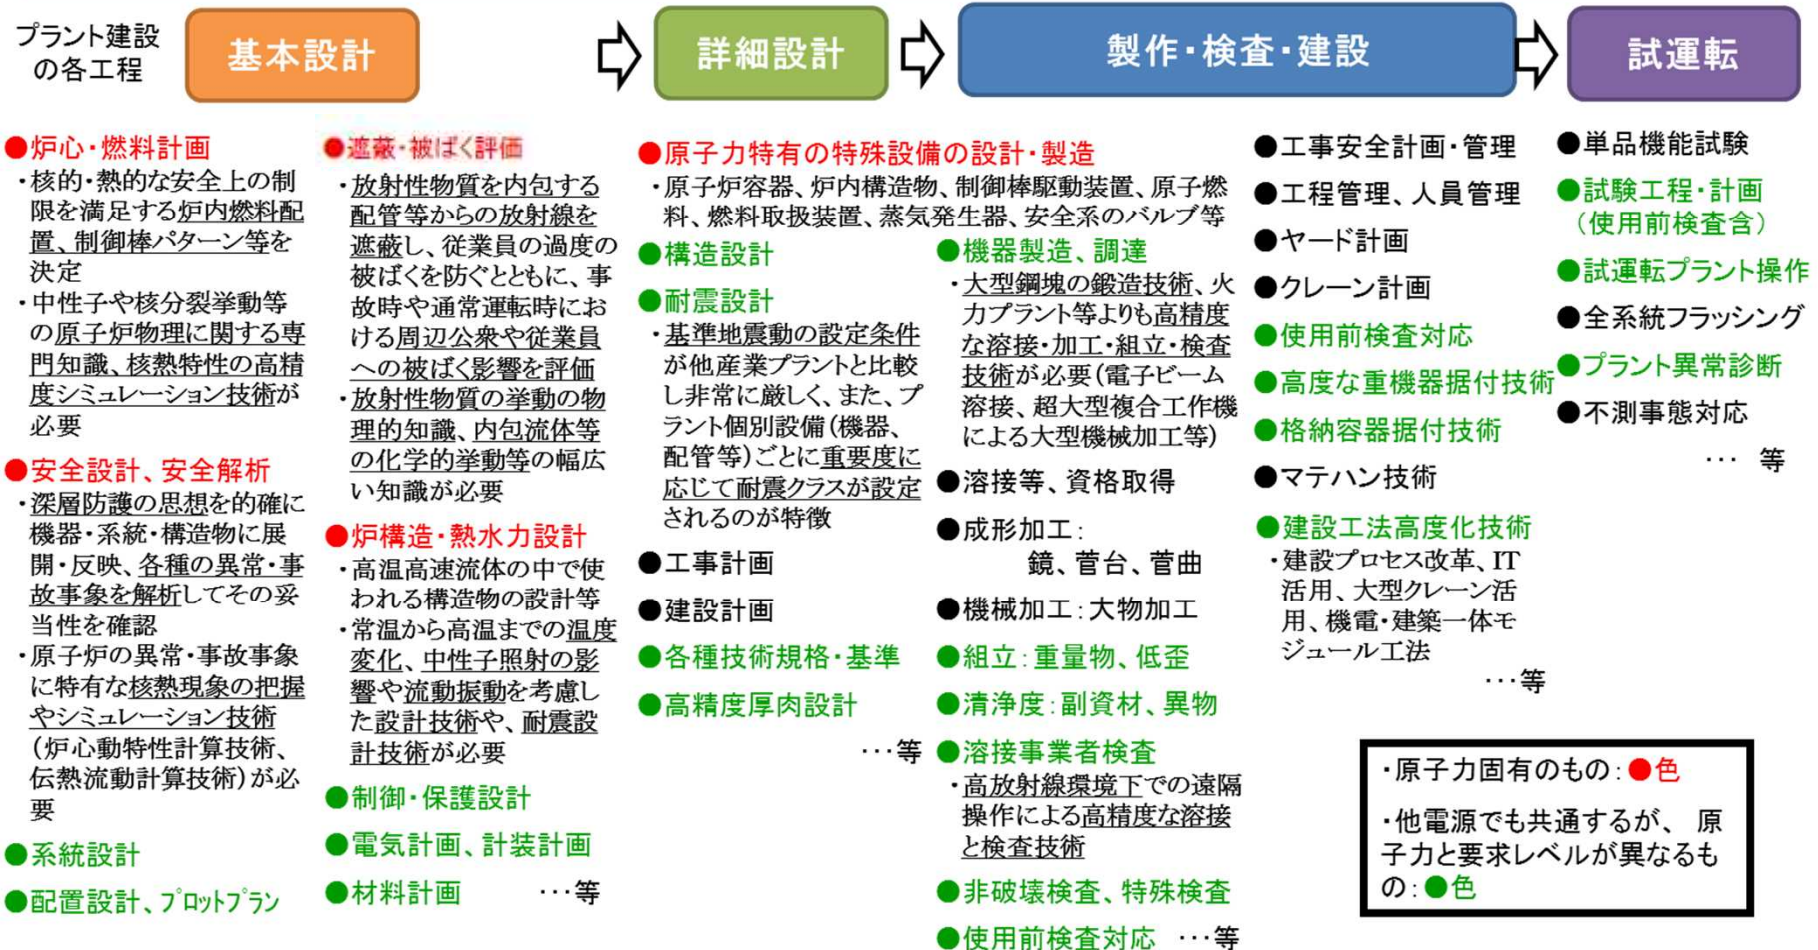 プラント建設
の各工程
基本設計
詳細設計
製作・検査・建設
試運転
●炉心・燃料計画
・核的・熱的な安全上の制
限を満足する炉内燃料配
置、制御棒パターン等を
決定
・中性子や核分裂挙動等
の原子炉物理に関する専
門知識、核熱特性の高精
度シミュレーション技術が
必要
●安全設計、安全解析
・深層防護の思想を的確に
機器・系統・構造物に展
開・反映、各種の異常・事
故事象を解析してその妥
当性を確認
・原子炉の異常・事故事象
に特有な核熱現象の把握
やシミュレーション技術
(炉心動特性計算技術、
伝熱流動計算技術)が必
要
●系統設計
●配置設計、プロットプラン
●遮蔽・被ばく評価
・放射性物質を内包する
配管等からの放射線を
遮蔽し、従業員の過度の
被ばくを防ぐとともに、事
故時や通常運転時にお
ける周辺公衆や従業員
への被ばく影響を評価
・放射性物質の挙動の物
理的知識、内包流体等
の化学的挙動等の幅広
い知識が必要
●炉構造・熱水力設計
・高温高速流体の中で使
われる構造物の設計等
・常温から高温までの温度
変化、中性子照射の影
響や流動振動を考慮し
た設計技術や、耐震設
計技術が必要
●制御・保護設計
●電気計画、計装計画
●材料計画 …等
●原子力特有の特殊設備の設計・製造
・原子炉容器、炉内構造物、制御棒駆動装置、原子燃
料、燃料取扱装置、蒸気発生器、安全系のバルブ等
●構造設計
●耐震設計
・基準地震動の設定条件
が他産業プラントと比較
し非常に厳しく、また、プ
ラント個別設備(機器、
配管等)ごとに重要度に
応じて耐震クラスが設定
されるのが特徴
●工事計画
●建設計画
●各種技術規格・基準
●高精度厚肉設計
…等
●機器製造、調達
・大型鋼塊の鍛造技術、火
力プラント等よりも高精度
な溶接・加工・組立・検査
技術が必要(電子ビーム
溶接、超大型複合工作機
による大型機械加工等)
●溶接等、資格取得
●成形加工:
鏡、菅台、菅曲
●機械加工:大物加工
●組立:重量物、低歪
●清浄度:副資材、異物
●溶接事業者検査
・高放射線環境下での遠隔
操作による高精度な溶接
と検査技術
●非破壊検査、特殊検査
●使用前検査対応 …等
●工事安全計画・管理
●工程管理、人員管理
●ヤード計画
●クレーン計画
●使用前検査対応
●高度な重機器据付技術
●格納容器据付技術
●マテハン技術
●建設工法高度化技術
・建設プロセス改革、IT
活用、大型クレーン活
用、機電・建築一体モ
ジュール工法
…等
●単品機能試験
●試験工程・計画
(使用前検査含)
●試運転プラント操作
●全系統フラッシング
●プラント異常診断
●不測事態対応
… 等
・原子力固有のもの:●色
・他電源でも共通するが、 原
子力と要求レベルが異なるも
の:●色